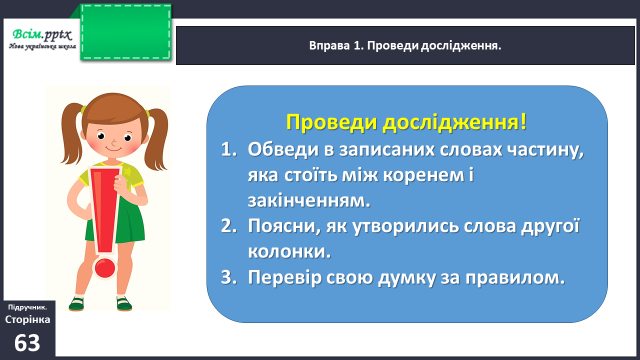 Всім.pptx
Нова українська школа
Вправа 1. Проведи дослідження.
Проведи дослідження!
1. Обведи в записаних словах частину,
яка стоїть між коренем і
закінченням.
2. Поясни, як утворились слова другої
колонки.
3. Перевір свою думку за правилом.
Підручник.
Сторінка
63